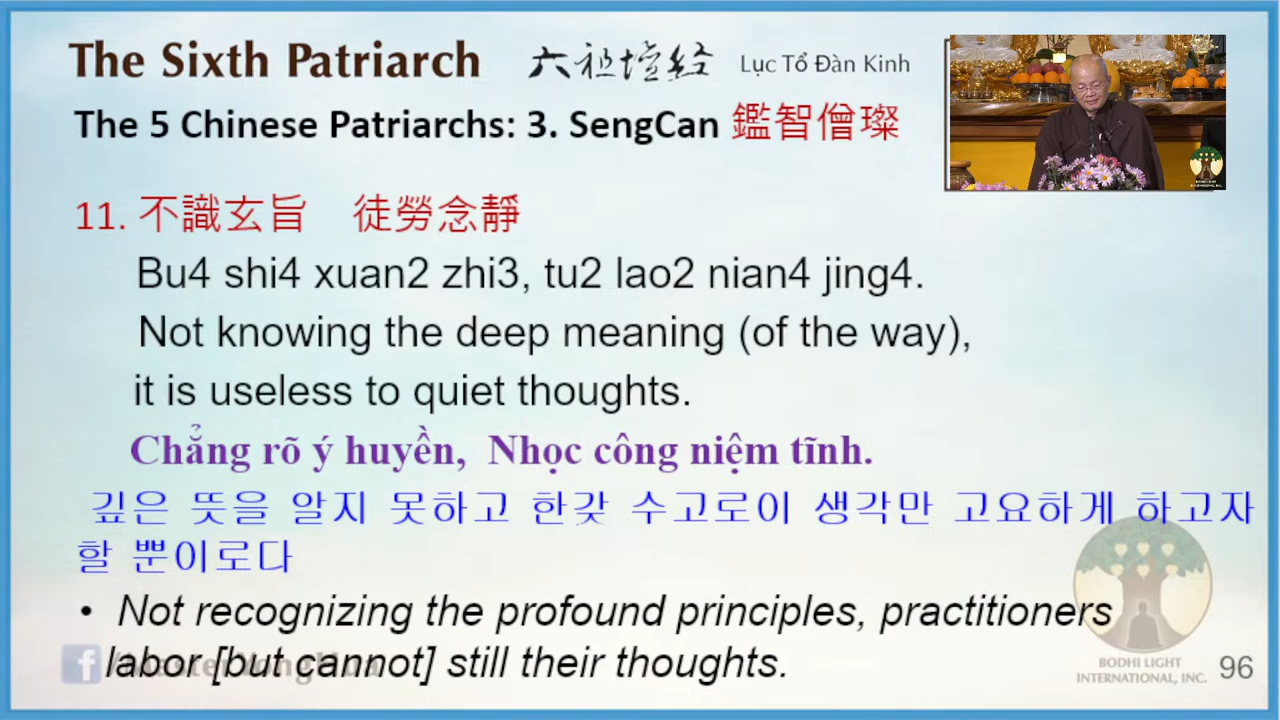 The Sixth Patriarch 六祖壇经 Lục Tổ Đàn Kinh
The 5 Chinese Patriarchs: 3. SengCan 鑑智僧璨
11. 不識玄旨 徒勞念靜
Bu4 shi4 xuan2 zhi3, tu2 lao2 nian4 jing4.
Not knowing the deep meaning (of the way),
it is useless to quiet thoughts.
Chẳng rõ ý huyền, Nhọc công niệm tĩnh.
깊은 뜻을 알지 못하고 한갓 수고로이 생각만 고요하게 하고자
할 뿐이로다
• Not recognizing the profound principles, practitioners
labor [but cannot] still their thoughts.
BODHI LIGHT
INTERNATIONAL, INC.
96